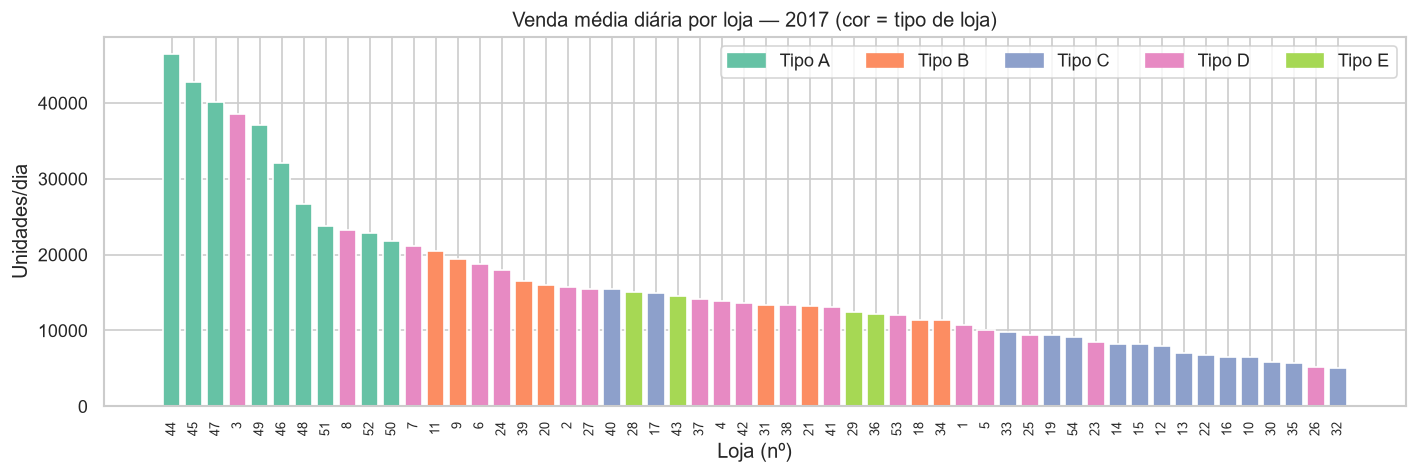 Venda média diária por loja — 2017 (cor = tipo de loja)
Tipo A Tipo B Tipo C Tipo D Tipo E
Unidades/dia
40000
30000
20000
10000
0
44 45 47 3 49 46 48 51 8 52 50 7 11 9 6 24 39 20 2 27 40 28 17 43 37 4 42 31 38 21 41 29 36 53 18 34 1 5 33 25 19 54 23 14 15 12 13 22 16 10 30 35 26 32
Loja (nº)